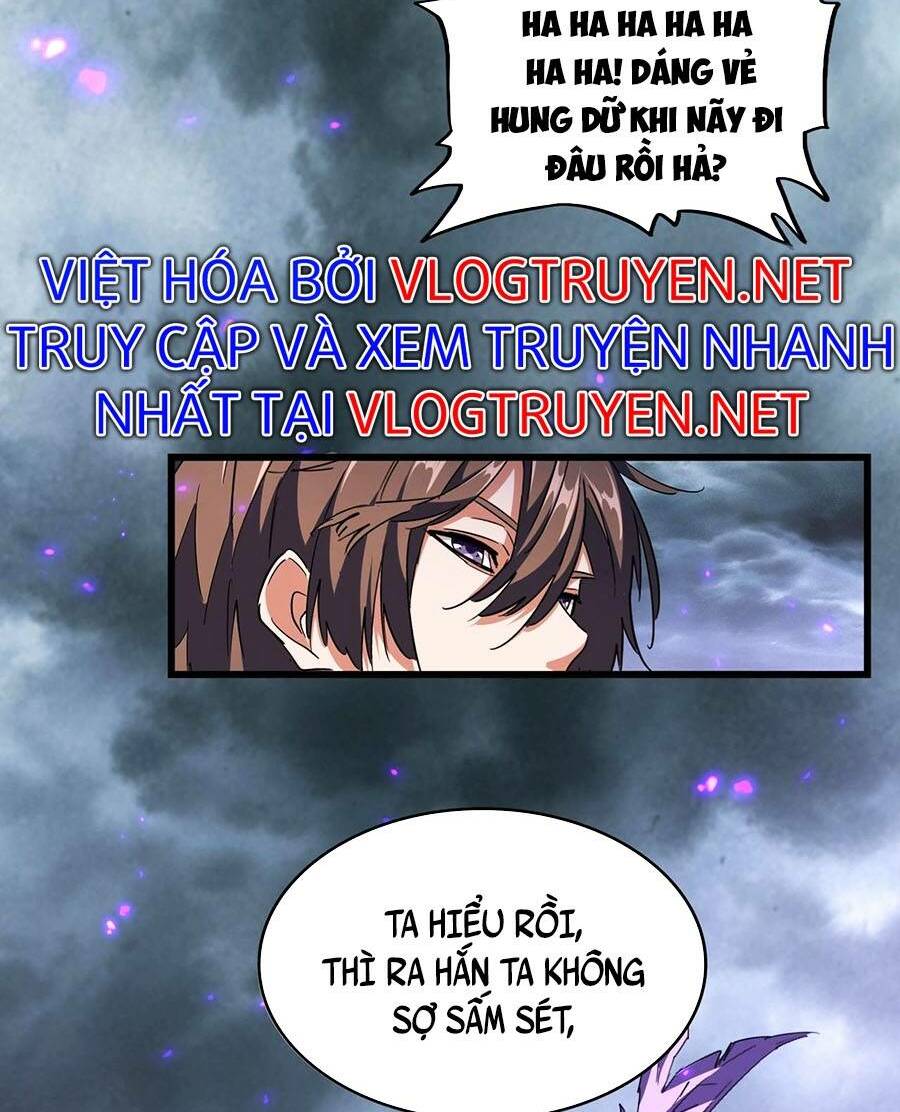 HA HA HA HA HA
HA HA! DÁNG VẺ
HUNG DỮ KHI NÃY ĐI
ĐÂU RỒI HẢ?
VIỆT HÓA BỞI VLOGTRUYEN.NET
TRUY CẬP VÀ XEM TRUYỆN NHANH
NHẤT TẠI VLOGTRUYEN.NET
TA HIỂU RỒI,
THÌ RA HẮN TA KHÔNG
SỢ SẤM SÉT,